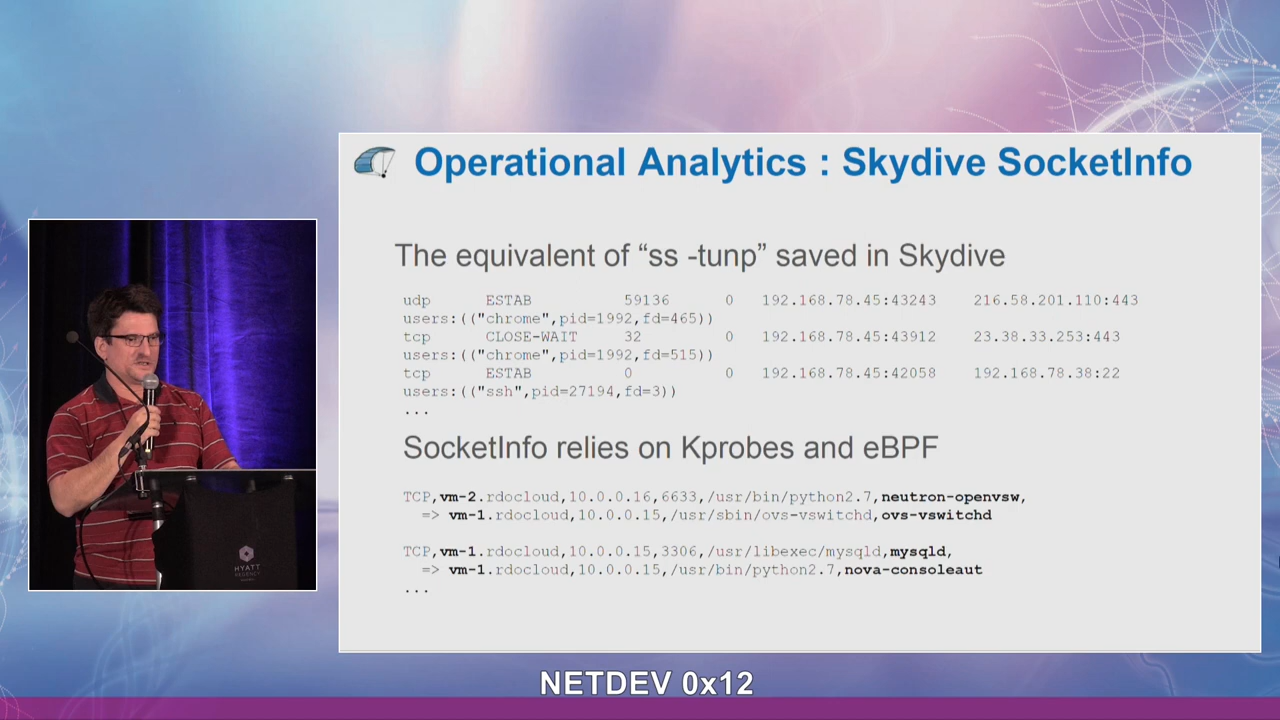 Operational Analytics : Skydive SocketInfo
The equivalent of “ss -tunp” saved in Skydive
udp ESTAB 59136 0 192.168.78.45:43243 216.58.201.110:443
users:(("chrome",pid=1992,fd=465))
tcp CLOSE-WAIT 32 0 192.168.78.45:43912 23.38.33.253:443
users:(("chrome",pid=1992,fd=515))
tcp ESTAB 0 0 192.168.78.45:42058 192.168.78.38:22
users:(("ssh",pid=27194,fd=3))
...
SocketInfo relies on Kprobes and eBPF
TCP,vm-2.rdocloud,10.0.0.16,6633,/usr/bin/python2.7,neutron-openvsw,
=> vm-1.rdocloud,10.0.0.15,/usr/sbin/ovs-vswitchd,ovs-vswitchd
TCP,vm-1.rdocloud,10.0.0.15,3306,/usr/libexec/mysqld,mysqld,
=> vm-1.rdocloud,10.0.0.15,/usr/bin/python2.7,nova-consoleaut
...
HYATT
REGENCY
NETDEV 0x12